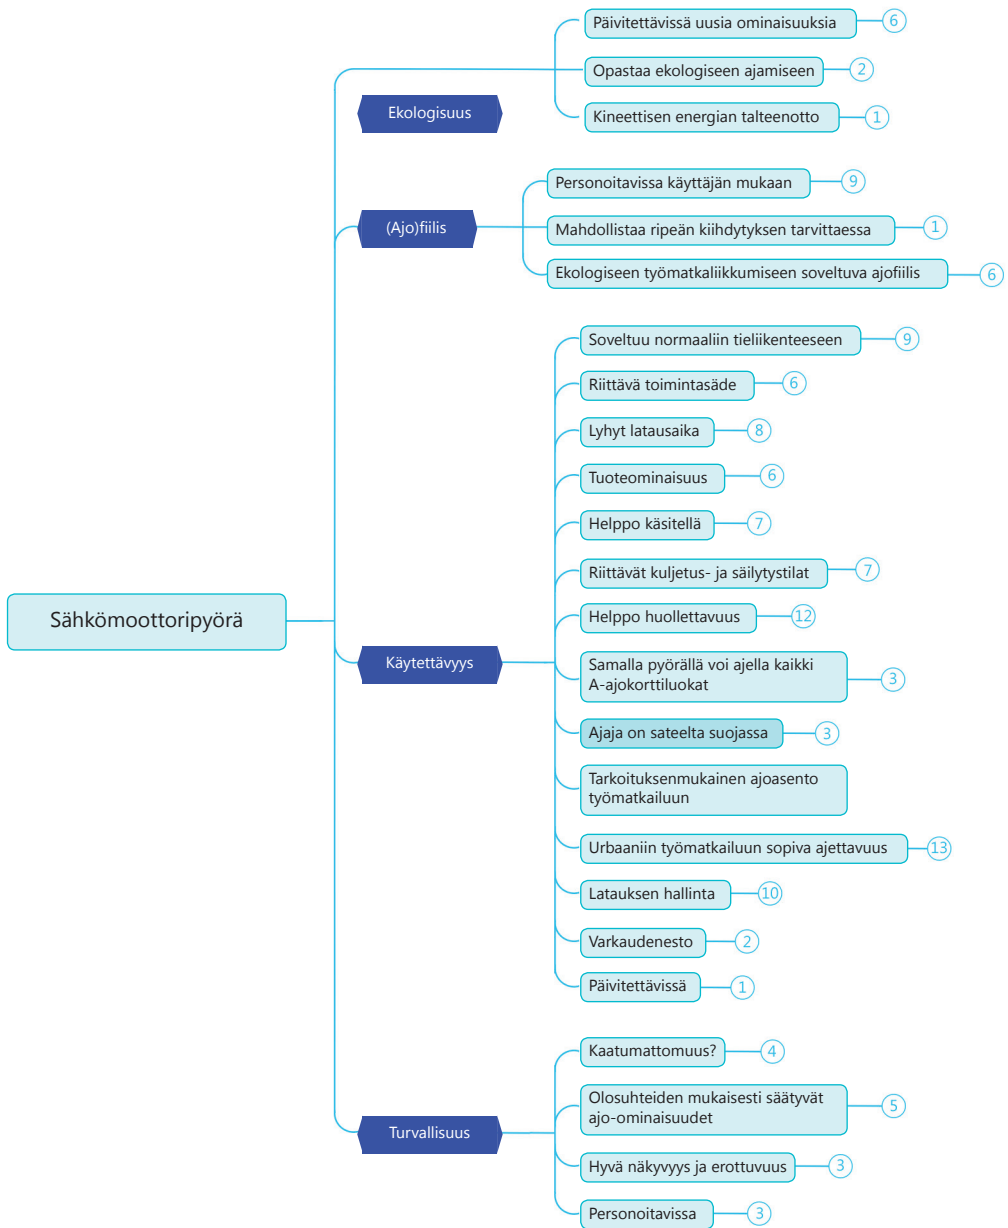 Sähkömoottoripyörä
Ekologisuus
Päivitettävissä uusia ominaisuuksia 6
Opastaa ekologiseen ajamiseen 2
Kineettisen energian talteenotto 1
(Ajo)fiilis
Personoitavissa käyttäjän mukaan 9
Mahdollistaa ripeän kiihdytyksen tarvittaessa 1
Ekologiseen työmatkaliikkumiseen soveltuva ajofiilis 6
Käytettävyys
Soveltuu normaaliin tieliikenteeseen 9
Riittävä toimintasäde 6
Lyhyt latausaika 8
Tuoteominaisuus 6
Helppo käsitellä 7
Riittävät kuljetus- ja säilytystilat 7
Helppo huollettavuus 12
Samalla pyörällä voi ajella kaikki
A-ajokorttiluokat 3
Ajaja on sateelta suojassa 3
Tarkoituksenmukainen ajoasento
työmatkailuun
Urbaaniin työmatkailuun sopiva ajettavuus 13
Latauksen hallinta 10
Varkaudenesto 2
Päivitettävissä 1
Turvallisuus
Kaatumattomuus? 4
Olosuhteiden mukaisesti säätyvät
ajo-ominaisuudet 5
Hyvä näkyvyys ja erottuvuus 3
Personoitavissa 3